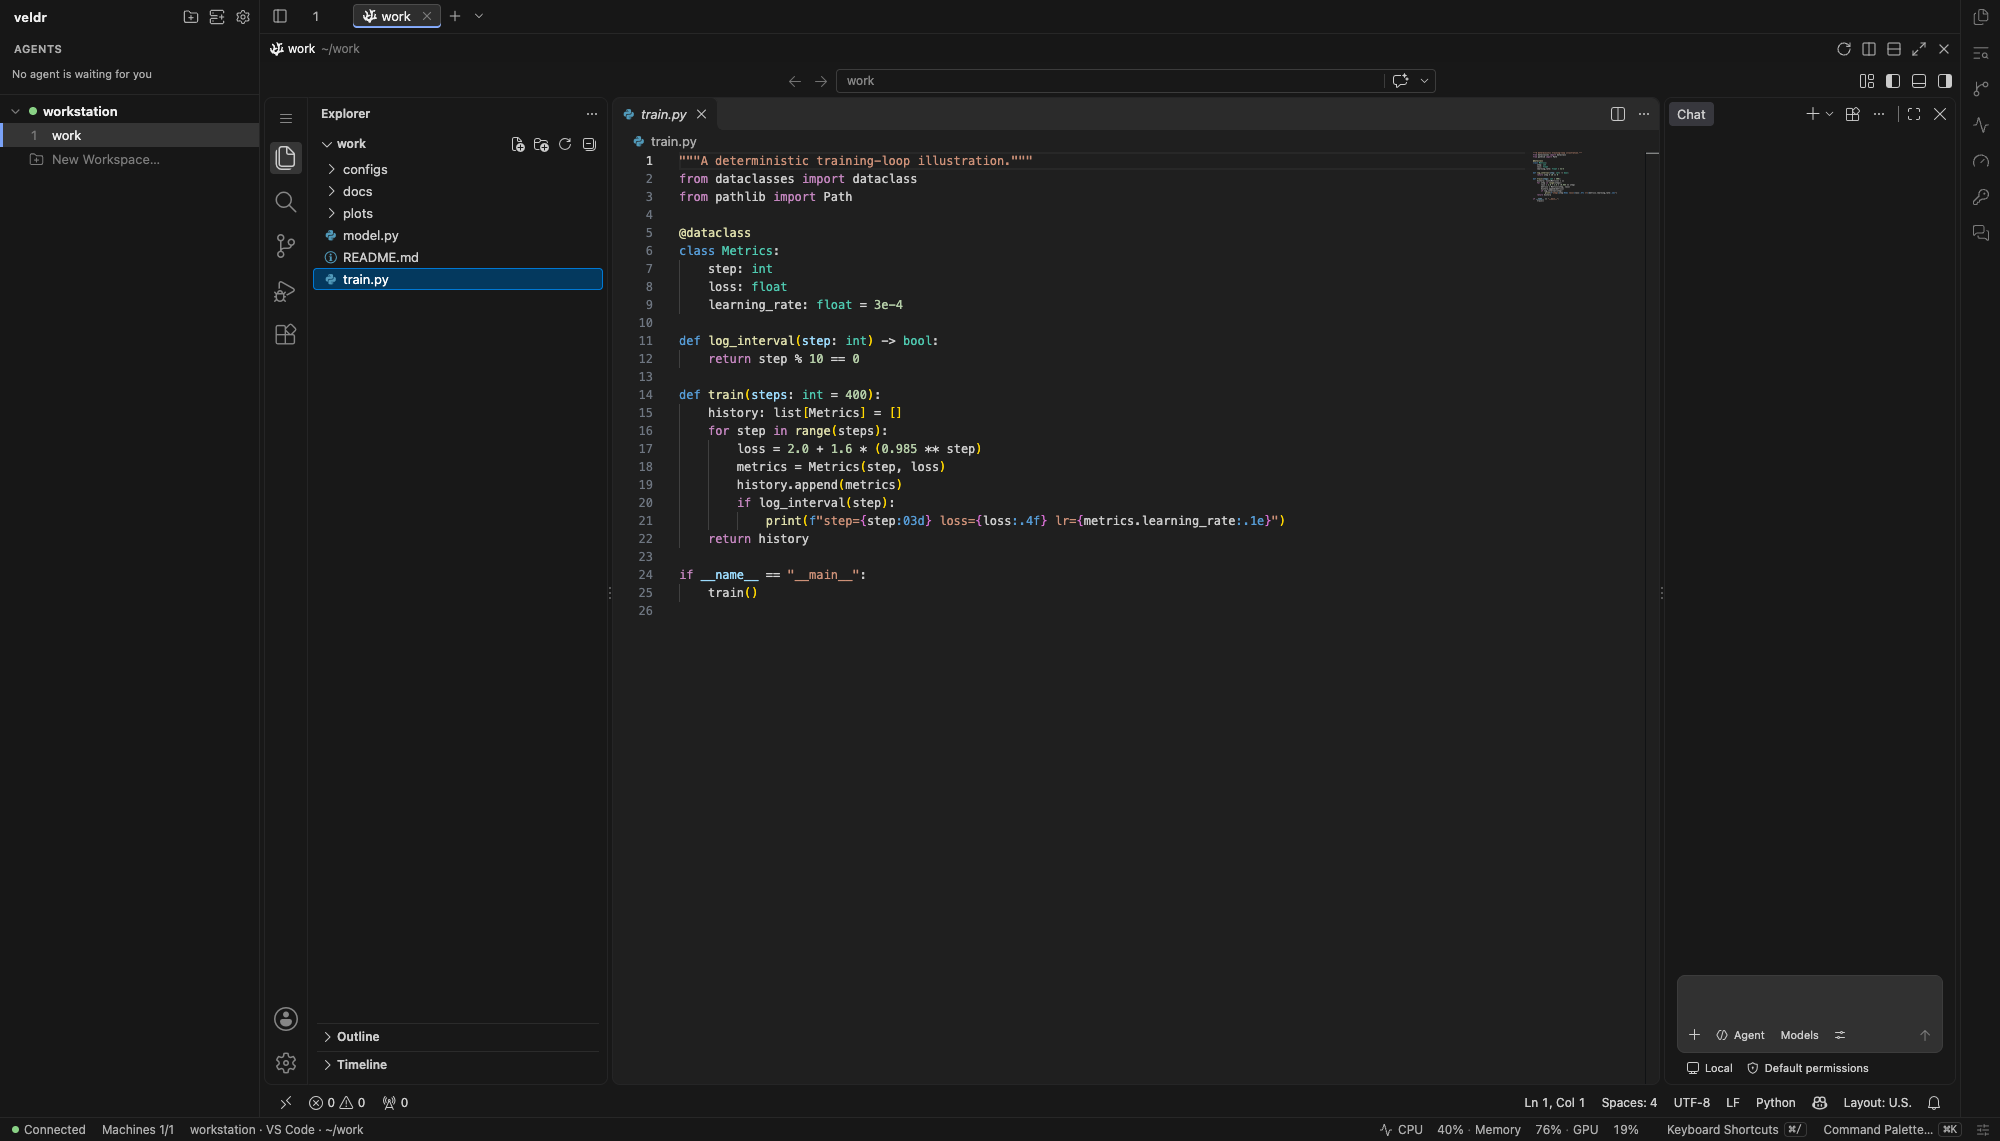 veldr
AGENTS
No agent is waiting for you
workstation
1 work
New Workspace...
1 work
work ~/work
work
Explorer
work
configs
docs
plots
model.py
README.md
train.py
Outline
Timeline
train.py
train.py
1 """A deterministic training-loop illustration."""
2 from dataclasses import dataclass
3 from pathlib import Path
4
5 @dataclass
6 class Metrics:
7     step: int
8     loss: float
9     learning_rate: float = 3e-4
10
11 def log_interval(step: int) -> bool:
12     return step % 10 == 0
13
14 def train(steps: int = 400):
15     history: list[Metrics] = []
16     for step in range(steps):
17         loss = 2.0 + 1.6 * (0.985 ** step)
18         metrics = Metrics(step, loss)
19         history.append(metrics)
20         if log_interval(step):
21             print(f"step={step:03d} loss={loss:.4f} lr={metrics.learning_rate:.1e}")
22     return history
23
24 if __name__ == "__main__":
25     train()
26
Chat
Agent Models
Local Default permissions
0 0 0
Ln 1, Col 1 Spaces: 4 UTF-8 LF Python Layout: U.S.
Connected Machines 1/1 workstation · VS Code · ~/work
CPU 40% · Memory 76% · GPU 19% Keyboard Shortcuts ⌘/ Command Palette... ⌘K